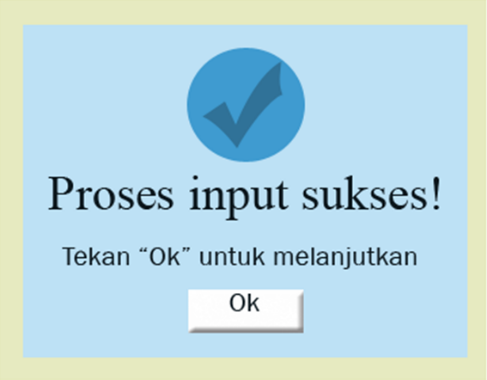 Proses input sukses!
Tekan “Ok” untuk melanjutkan
Ok